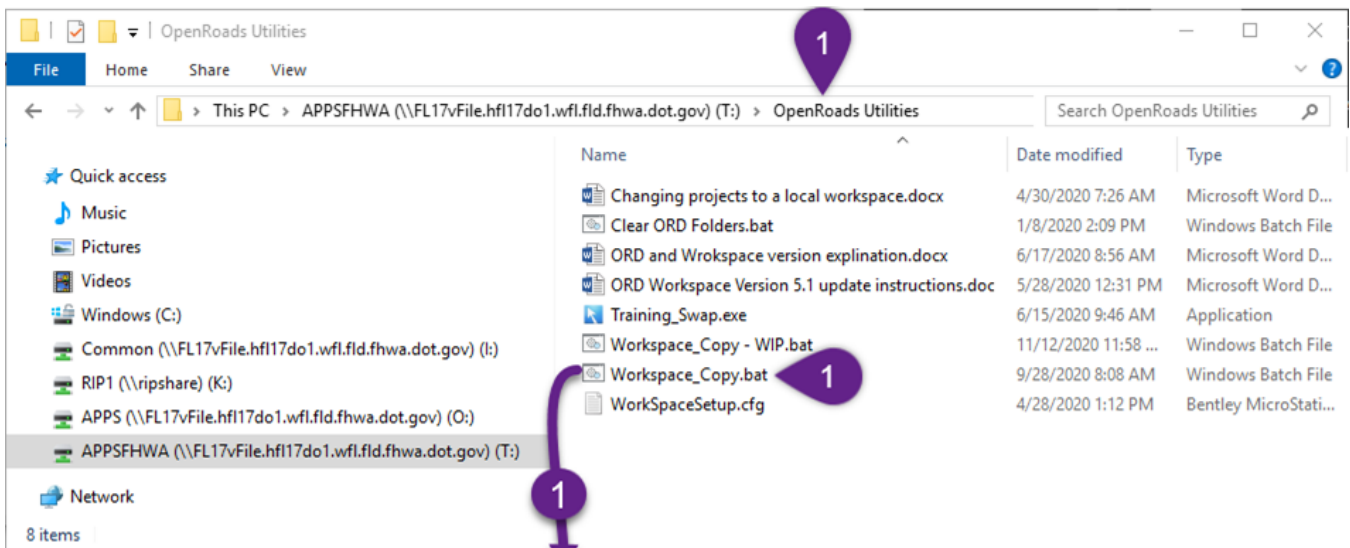 OpenRoads Utilities
1
File Home Share View
This PC > APPSFHWA (\\FL17vFile.hfl17do1.wfl.fld.fhwa.dot.gov) (T:) > OpenRoads Utilities
Search OpenRoads Utilities
Name Date modified Type
Quick access
Music
Pictures
Videos
Windows (C:)
Common (\\FL17vFile.hfl17do1.wfl.fld.fhwa.dot.gov) (I:)
RIP1 (\\ripshare) (K:)
APPS (\\FL17vFile.hfl17do1.wfl.fld.fhwa.dot.gov) (O:)
APPSFHWA (\\FL17vFile.hfl17do1.wfl.fld.fhwa.dot.gov) (T:)
Network
Changing projects to a local workspace.docx 4/30/2020 7:26 AM Microsoft Word D...
Clear ORD Folders.bat 1/8/2020 2:09 PM Windows Batch File
ORD and Wrokspace version explination.docx 6/17/2020 8:56 AM Microsoft Word D...
ORD Workspace Version 5.1 update instructions.doc 5/28/2020 12:31 PM Microsoft Word D...
Training_Swap.exe 6/15/2020 9:46 AM Application
Workspace_Copy - WIP.bat 11/12/2020 11:58 ... Windows Batch File
Workspace_Copy.bat 1 9/28/2020 8:08 AM Windows Batch File
WorkSpaceSetup.cfg 4/28/2020 1:12 PM Bentley MicroStati...
1
8 items